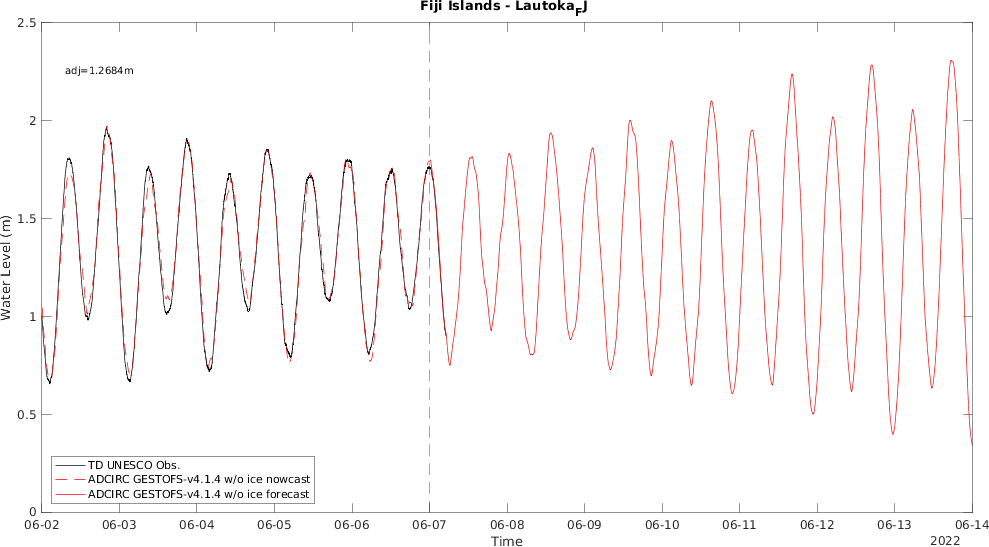 Fiji Islands - Lautoka_FJ
adj=1.2684m
Water Level (m)
2.5
2
1.5
1
0.5
0
TD UNESCO Obs.
ADCIRC GESTOFS-v4.1.4 w/o ice nowcast
ADCIRC GESTOFS-v4.1.4 w/o ice forecast
06-02 06-03 06-04 06-05 06-06 06-07 06-08 06-09 06-10 06-11 06-12 06-13 06-14
Time
2022